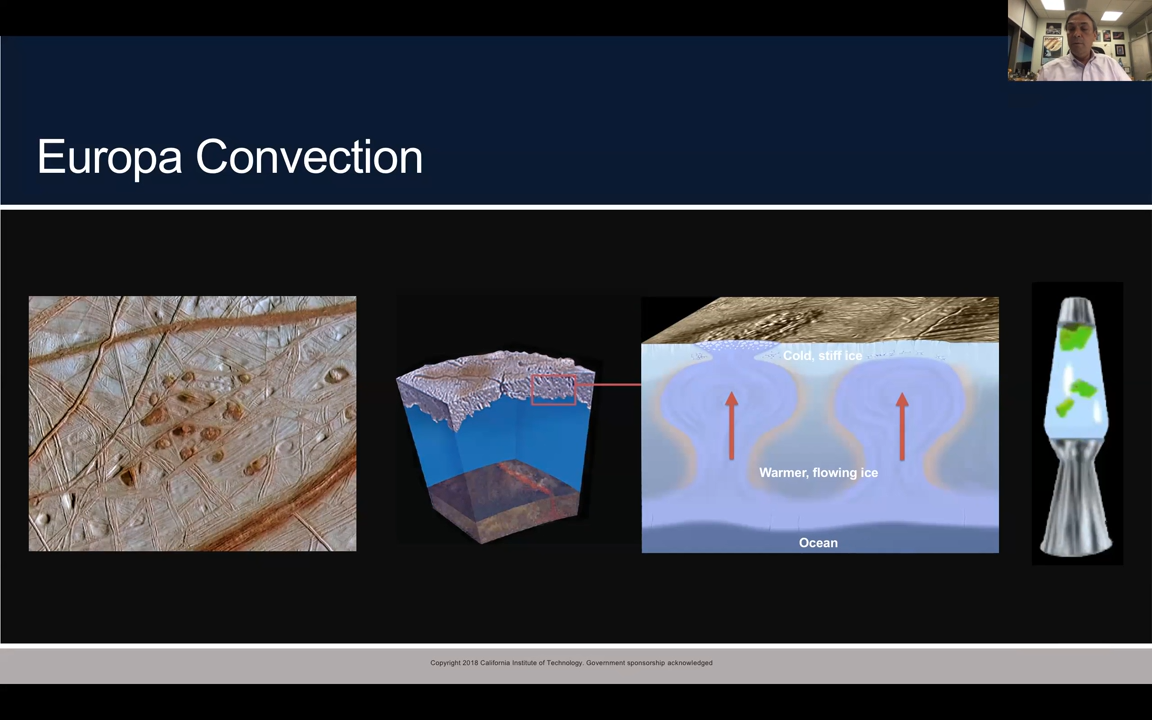 Europa Convection
Cold, stiff ice
Warmer, flowing ice
Ocean
Copyright 2018 California Institute of Technology. Government sponsorship acknowledged